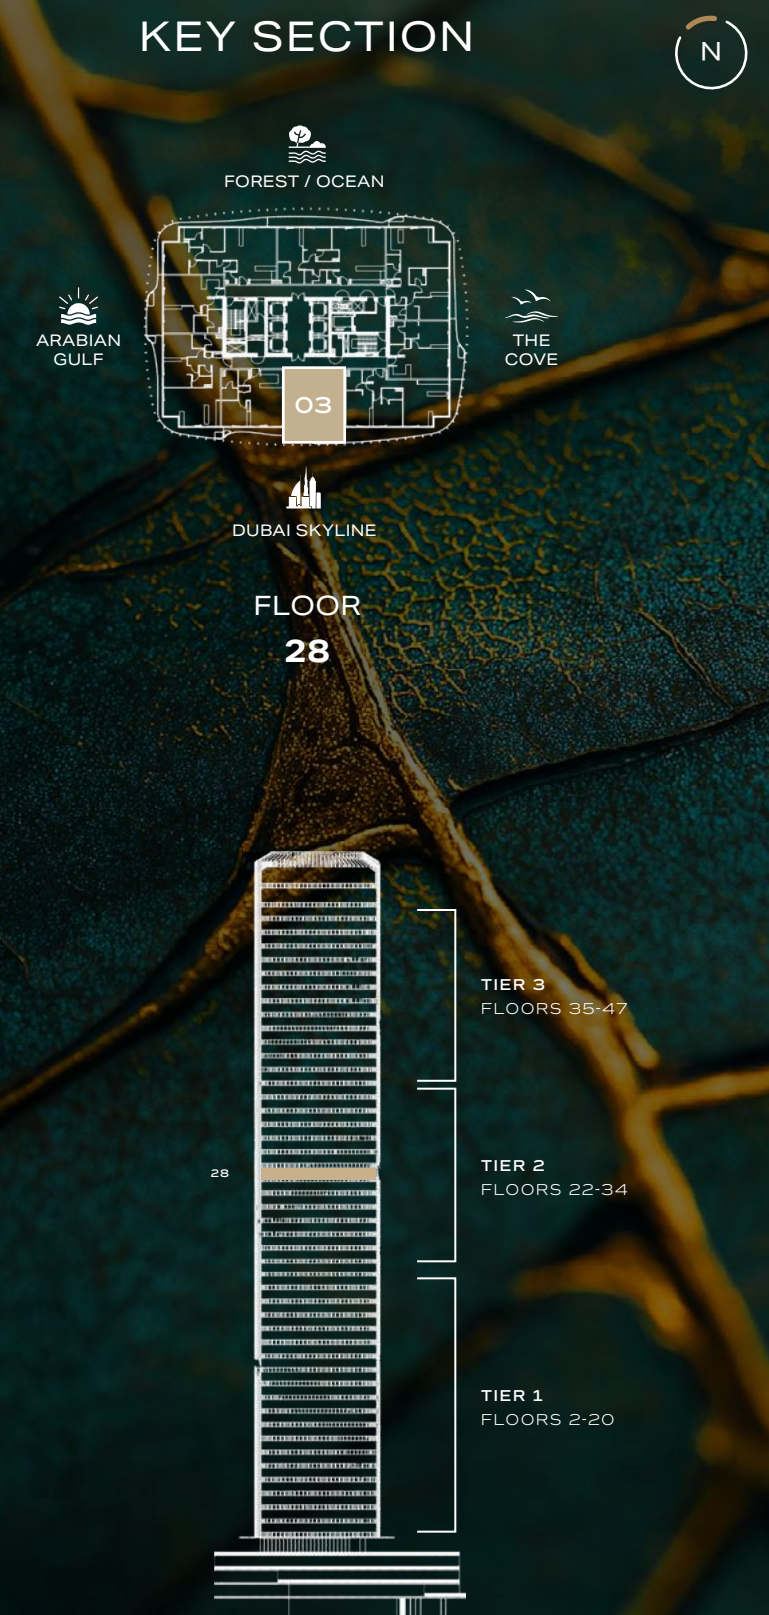 KEY SECTION
N
FOREST / OCEAN
ARABIAN
GULF
THE
COVE
03
DUBAI SKYLINE
FLOOR
28
TIER 3
FLOORS 35-47
28
TIER 2
FLOORS 22-34
TIER 1
FLOORS 2-20